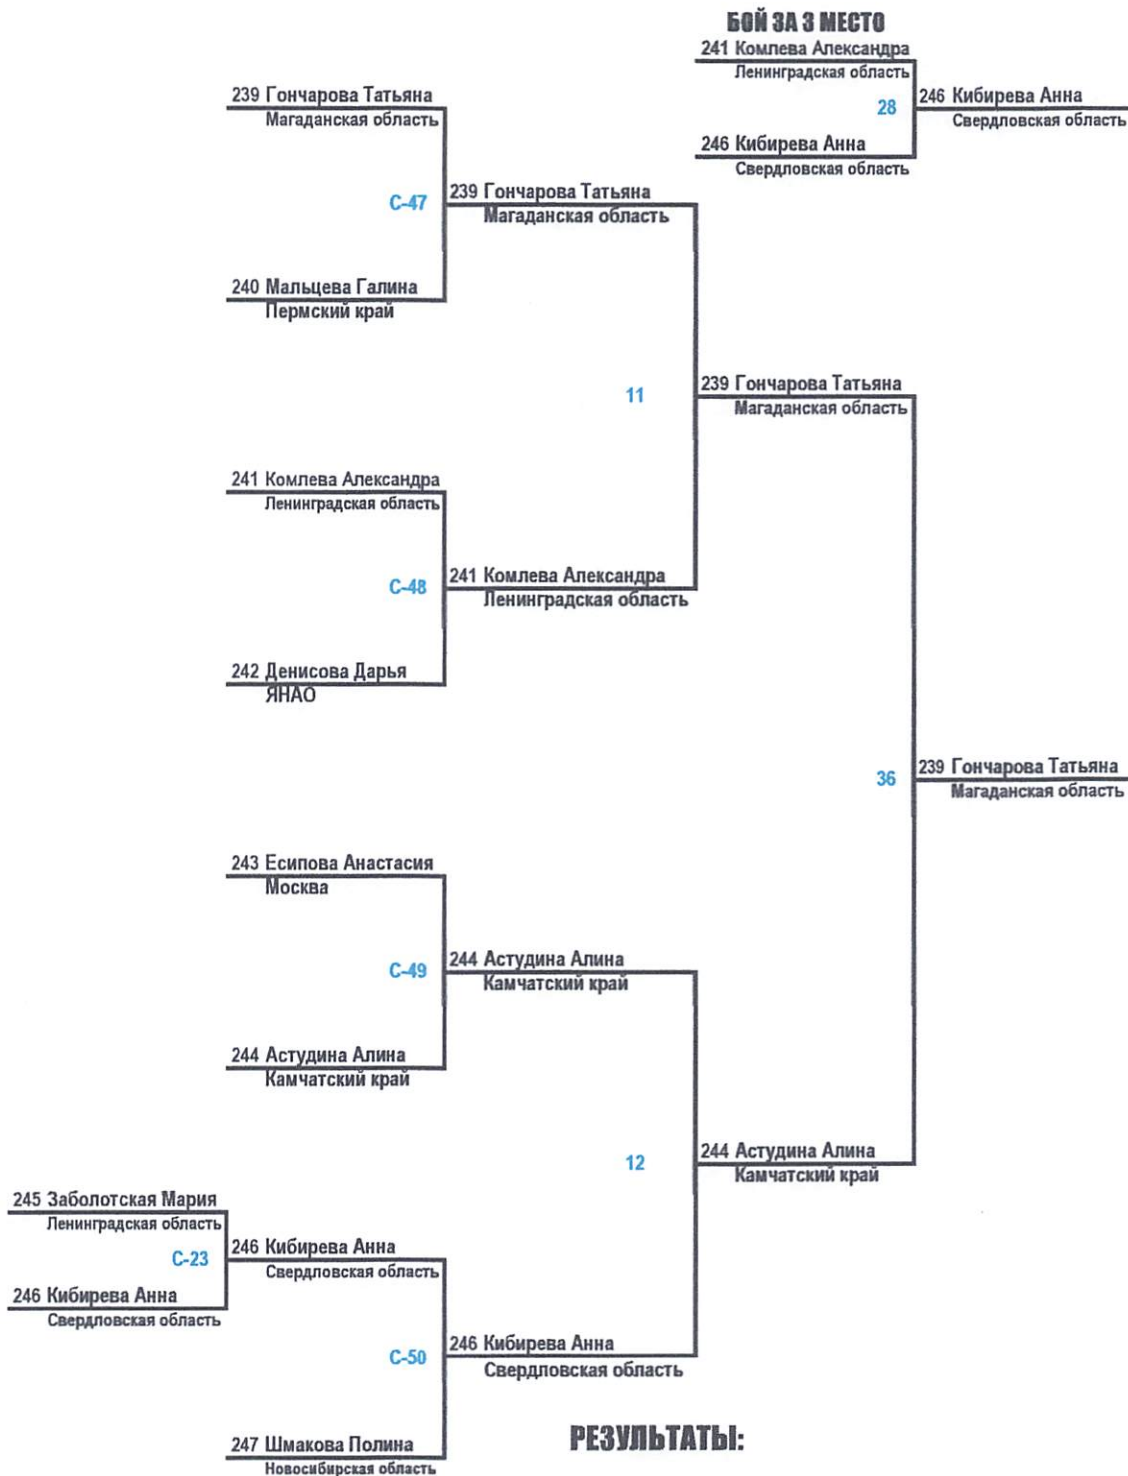 БОЙ ЗА 3 МЕСТО
241 Комлева Александра
Ленинградская область
28
246 Кибирева Анна
Свердловская область
246 Кибирева Анна
Свердловская область
239 Гончарова Татьяна
Магаданская область
С-47
239 Гончарова Татьяна
Магаданская область
240 Мальцева Галина
Пермский край
11
239 Гончарова Татьяна
Магаданская область
241 Комлева Александра
Ленинградская область
С-48
241 Комлева Александра
Ленинградская область
242 Денисова Дарья
ЯНАО
36
239 Гончарова Татьяна
Магаданская область
243 Есипова Анастасия
Москва
С-49
244 Астудина Алина
Камчатский край
244 Астудина Алина
Камчатский край
12
244 Астудина Алина
Камчатский край
245 Заболотская Мария
Ленинградская область
С-23
246 Кибирева Анна
Свердловская область
246 Кибирева Анна
Свердловская область
С-50
246 Кибирева Анна
Свердловская область
247 Шмакова Полина
Новосибирская область
РЕЗУЛЬТАТЫ: